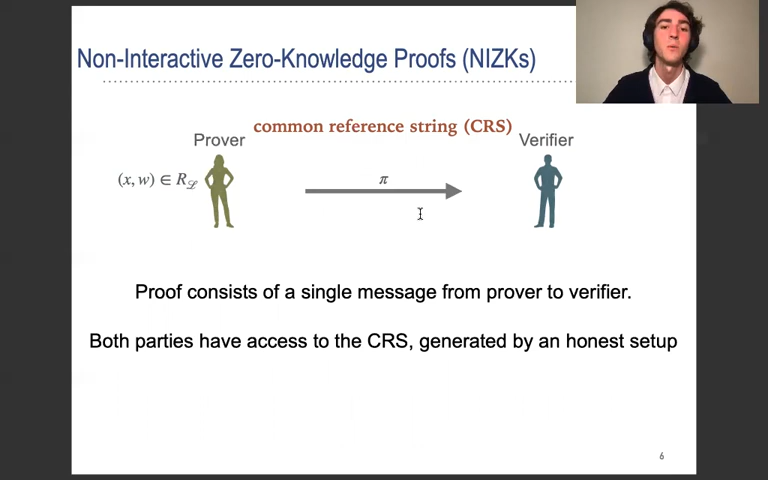 Non-Interactive Zero-Knowledge Proofs (NIZKs)
common reference string (CRS)
Prover
Verifier
(x, w) ∈ R_ℒ
π
Proof consists of a single message from prover to verifier.
Both parties have access to the CRS, generated by an honest setup
6